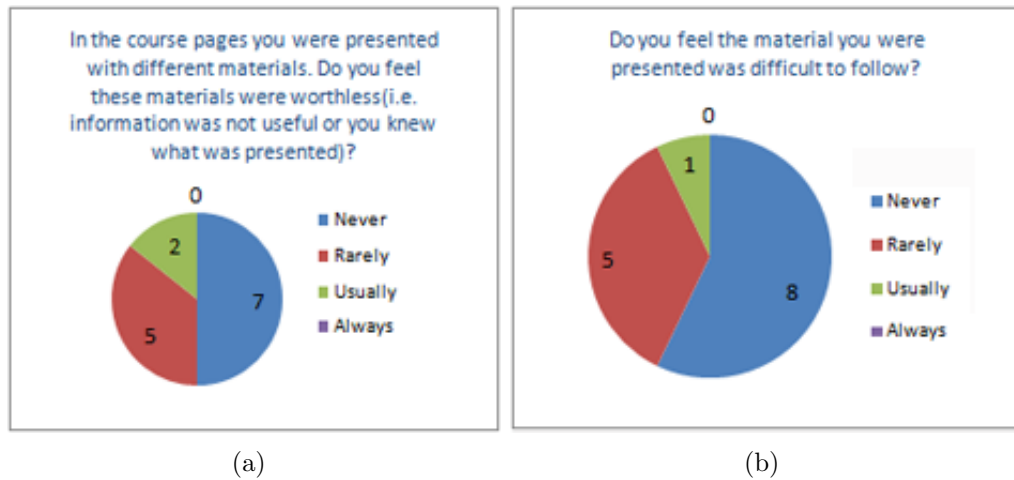 In the course pages you were presented
with different materials. Do you feel
these materials were worthless(i.e.
information was not useful or you knew
what was presented)?
0
2
7
5
Never
Rarely
Usually
Always
(a)
Do you feel the material you were
presented was difficult to follow?
0
1
5
8
Never
Rarely
Usually
Always
(b)